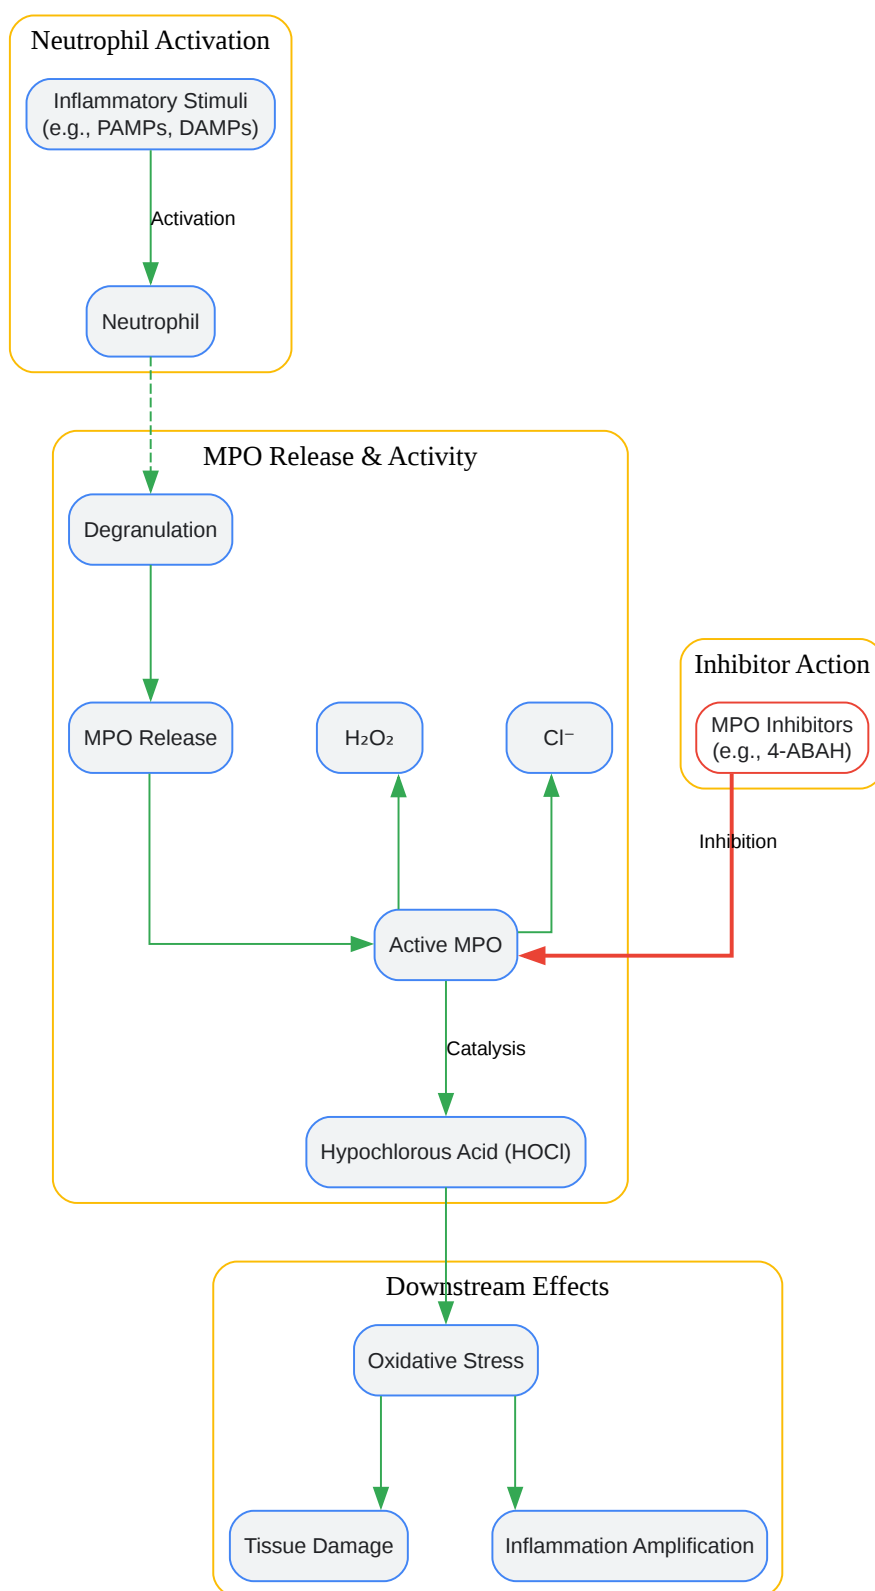 Neutrophil Activation
Inflammatory Stimuli
(e.g., PAMPs, DAMPs)
Activation
Neutrophil
MPO Release & Activity
Degranulation
Inhibitor Action
MPO Release
H₂O₂
Cl⁻
MPO Inhibitors
(e.g., 4-ABAH)
Inhibition
Active MPO
Catalysis
Hypochlorous Acid (HOCl)
Downstream Effects
Oxidative Stress
Tissue Damage
Inflammation Amplification